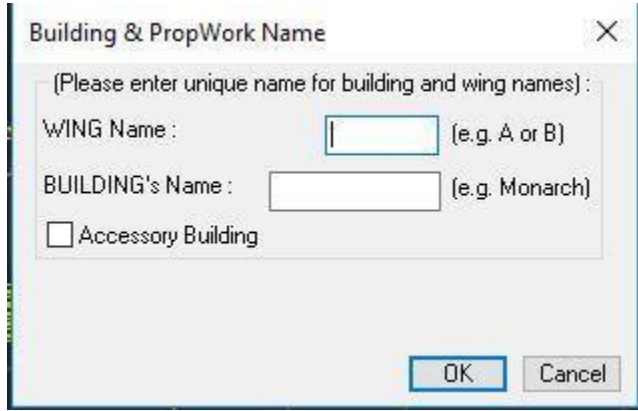 Building & PropWork Name
(Please enter unique name for building and wing names) :
WING Name : (e.g. A or B)
BUILDING's Name : (e.g. Monarch)
Accessory Building
OK Cancel